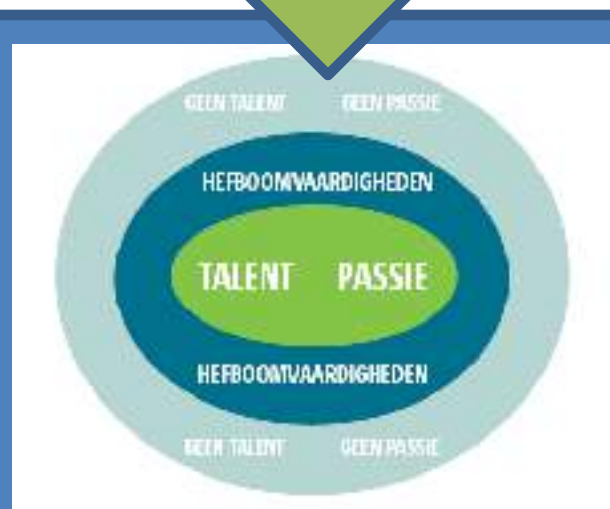 GEEN TALENT GEEN PASSIE
HEFBOOMVAARDIGHEDEN
TALENT PASSIE
HEFBOOMVAARDIGHEDEN
GEEN TALENT GEEN PASSIE